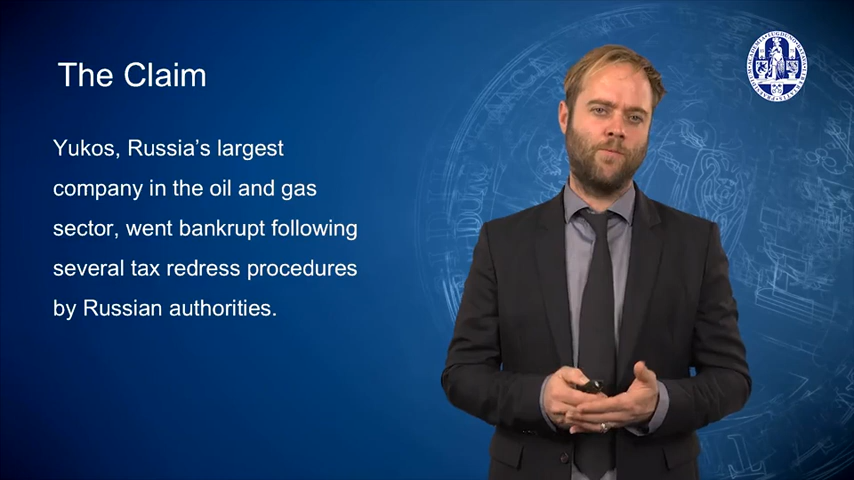 The Claim
Yukos, Russia's largest
company in the oil and gas
sector, went bankrupt following
several tax redress procedures
by Russian authorities.